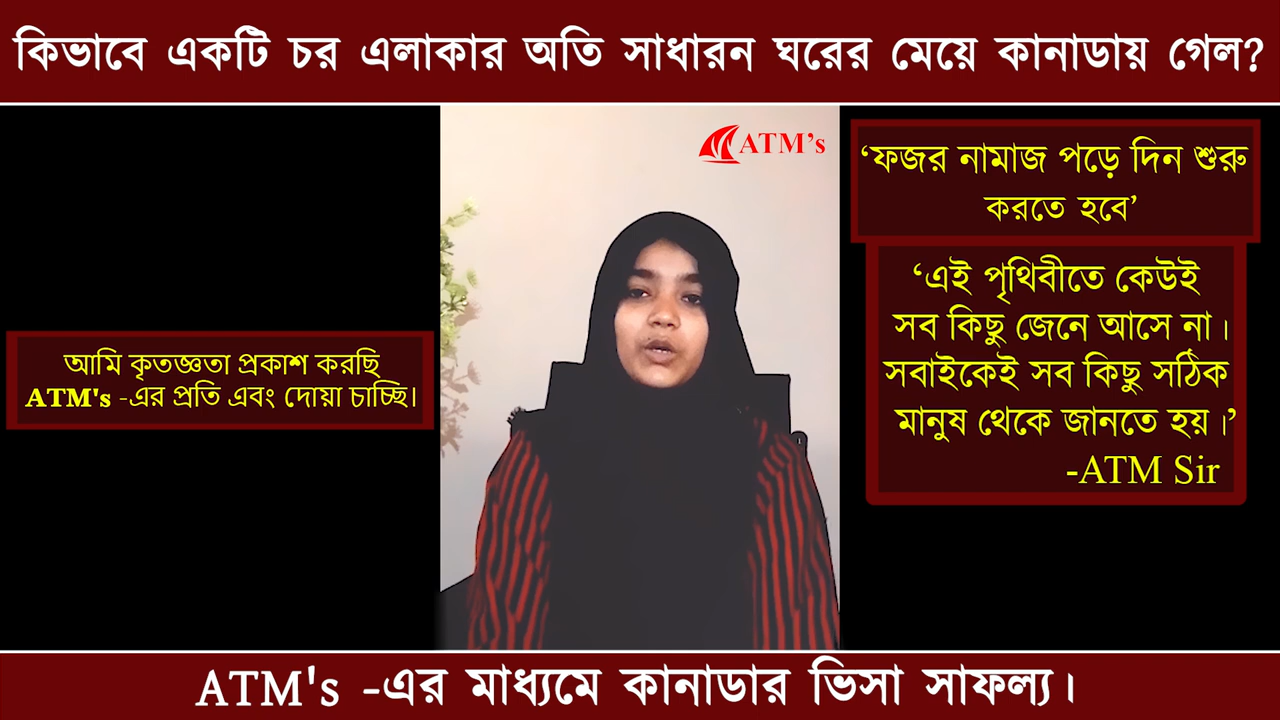 কিভাবে একটি চর এলাকার অতি সাধারন ঘরের মেয়ে কানাডায় গেল?
ATM's
আমি কৃতজ্ঞতা প্রকাশ করছি
ATM's -এর প্রতি এবং দোয়া চাচ্ছি।
‘ফজর নামাজ পড়ে দিন শুরু
করতে হবে’
‘এই পৃথিবীতে কেউই
সব কিছু জেনে আসে না।
সবাইকেই সব কিছু সঠিক
মানুষ থেকে জানতে হয়।’
-ATM Sir
ATM's -এর মাধ্যমে কানাডার ভিসা সাফল্য।